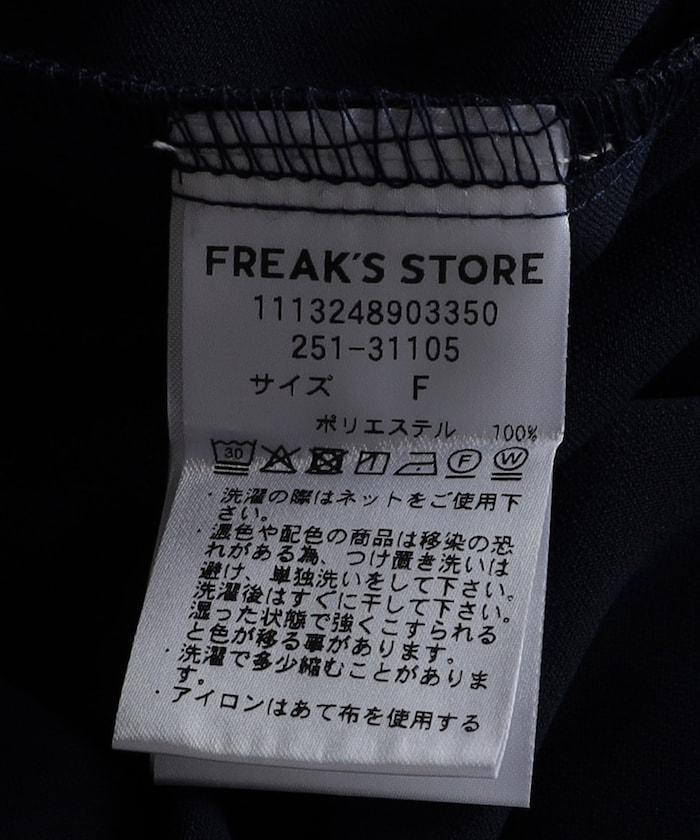 FREAK'S STORE
1113248903350
251-31105
サイズ F
ポリエステル 100%
30 F W
・洗濯の際はネットをご使用下
さい。
・濃色や配色の商品は移染の恐
れがある為、つけ置き洗いは
避け、単独洗いをして下さい。
洗濯後はすぐに干して下さい。
湿った状態で強くこすられる
と色が移る事があります。
・洗濯で多少縮むことがありま
す。
・アイロンはあて布を使用する